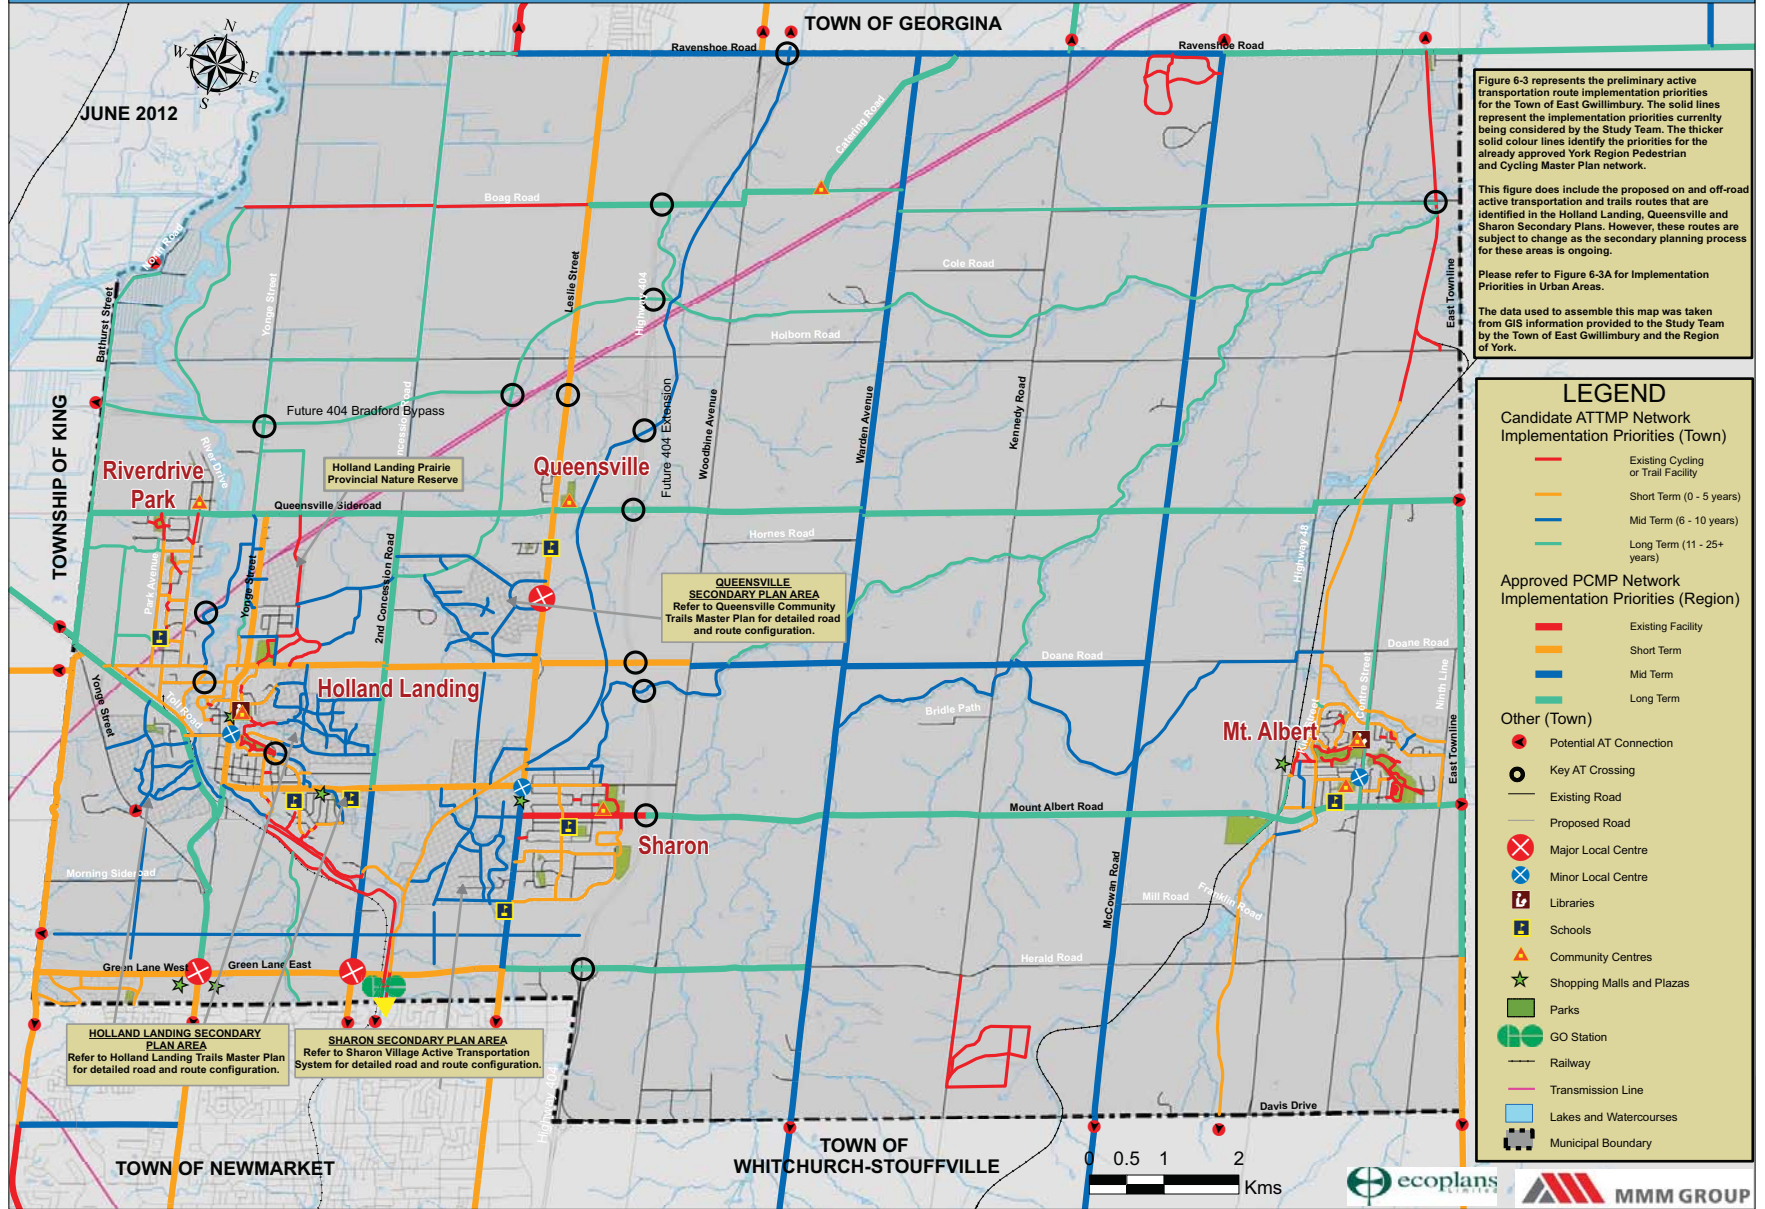 TOWN OF GEORGINA
Ravenshoe Road
Ravenshoe Road
N
W
E
S
JUNE 2012
Catering Road
Boag Road
Yonge Street
Bathurst Street
Leslie Street
Highway 404
Cole Road
Holborn Road
East Townline
Future 404 Bradford Bypass
Future 404 Extension
Woodbine Avenue
Warden Avenue
Kennedy Road
TOWNSHIP OF KING
Riverdrive
Park
River Drive
Holland Landing Prairie
Provincial Nature Reserve
Queensville
Queensville Sideroad
Hornes Road
Highway 48
Park Avenue
Yonge Street
2nd Concession Road
QUEENSVILLE
SECONDARY PLAN AREA
Refer to Queensville Community
Trails Master Plan for detailed road
and route configuration.
Doane Road
Doane Road
Centre Street
Ninth Line
Yonge Street
Toll Road
Holland Landing
Bridle Path
Mt. Albert
East Townline
Mount Albert Road
Sharon
Morning Sideroad
McCowan Road
Mill Road
Franklin Road
Green Lane West
Green Lane East
Herald Road
HOLLAND LANDING SECONDARY
PLAN AREA
Refer to Holland Landing Trails Master Plan
for detailed road and route configuration.
SHARON SECONDARY PLAN AREA
Refer to Sharon Village Active Transportation
System for detailed road and route configuration.
Highway 404
Davis Drive
TOWN OF NEWMARKET
TOWN OF
WHITCHURCH-STOUFFVILLE
0 0.5 1 2
Kms
Figure 6-3 represents the preliminary active
transportation route implementation priorities
for the Town of East Gwillimbury. The solid lines
represent the implementation priorities currenlty
being considered by the Study Team. The thicker
solid colour lines identify the priorities for the
already approved York Region Pedestrian
and Cycling Master Plan network.
This figure does include the proposed on and off-road
active transportation and trails routes that are
identified in the Holland Landing, Queensville and
Sharon Secondary Plans. However, these routes are
subject to change as the secondary planning process
for these areas is ongoing.
Please refer to Figure 6-3A for Implementation
Priorities in Urban Areas.
The data used to assemble this map was taken
from GIS information provided to the Study Team
by the Town of East Gwillimbury and the Region
of York.
LEGEND
Candidate ATTMP Network
Implementation Priorities (Town)
Existing Cycling
or Trail Facility
Short Term (0 - 5 years)
Mid Term (6 - 10 years)
Long Term (11 - 25+
years)
Approved PCMP Network
Implementation Priorities (Region)
Existing Facility
Short Term
Mid Term
Long Term
Other (Town)
Potential AT Connection
Key AT Crossing
Existing Road
Proposed Road
Major Local Centre
Minor Local Centre
Libraries
Schools
Community Centres
Shopping Malls and Plazas
Parks
GO Station
Railway
Transmission Line
Lakes and Watercourses
Municipal Boundary
ecoplans
Limited
MMM GROUP